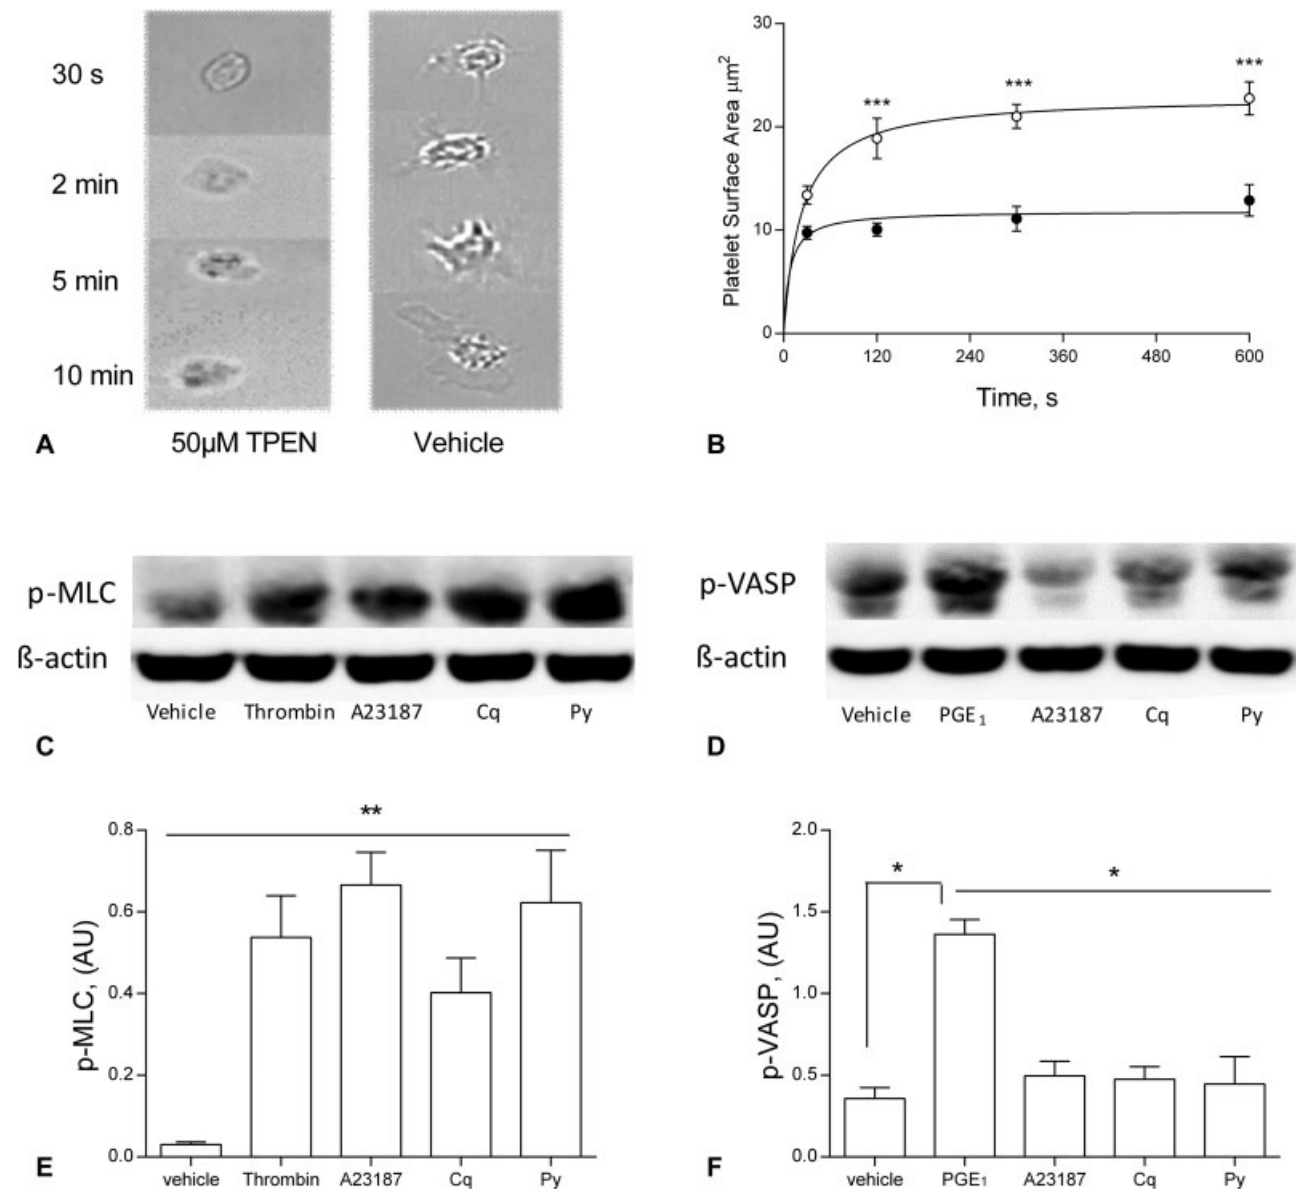 30 s
2 min
5 min
10 min
50µM TPEN Vehicle
A
30
20
10
0
Platelet Surface Area µm²
***
***
***
0 120 240 360 480 600
Time, s
B
p-MLC
ß-actin
Vehicle Thrombin A23187 Cq Py
C
p-VASP
ß-actin
Vehicle PGE₁ A23187 Cq Py
D
**
0.8
0.6
0.4
0.2
0.0
p-MLC, (AU)
vehicle Thrombin A23187 Cq Py
E
*
*
2.0
1.5
1.0
0.5
0.0
p-VASP, (AU)
vehicle PGE₁ A23187 Cq Py
F